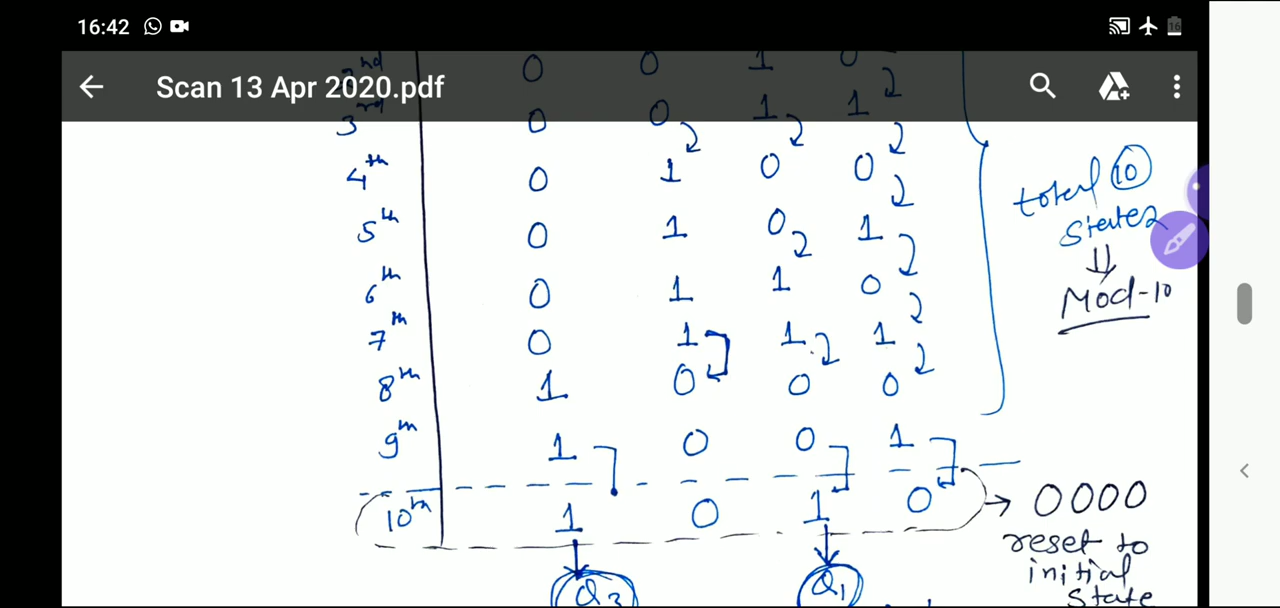 16:42
16
Scan 13 Apr 2020.pdf
2nd 0 0 1 0
3rd 0 0 1 1
4th 0 1 0 0
5th 0 1 0 1
6th 0 1 1 0
7th 0 1 1 1
8th 1 0 0 0
9th 1 0 0 1
10th 1 0 1 0 → 0000
total 10
states
⇓
Mod-10
reset to
initial
state
Q3 Q1